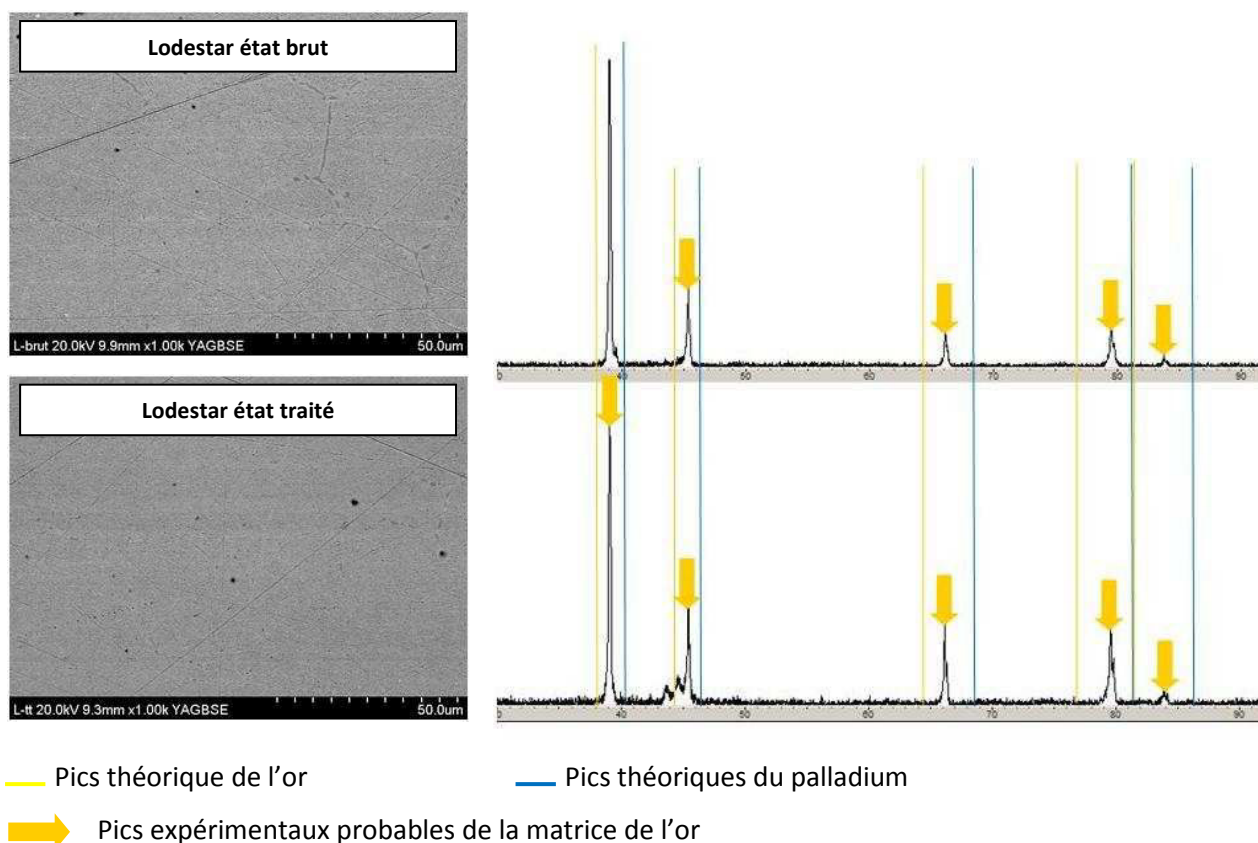 Lodestar état brut
L-brut 20.0kV 9.9mm x1.00k YAGBSE 50.0um
40 50 60 70 80 90
Lodestar état traité
L-tt 20.0kV 9.3mm x1.00k YAGBSE 50.0um
40 50 60 70 80 90
Pics théorique de l’or Pics théoriques du palladium
Pics expérimentaux probables de la matrice de l’or